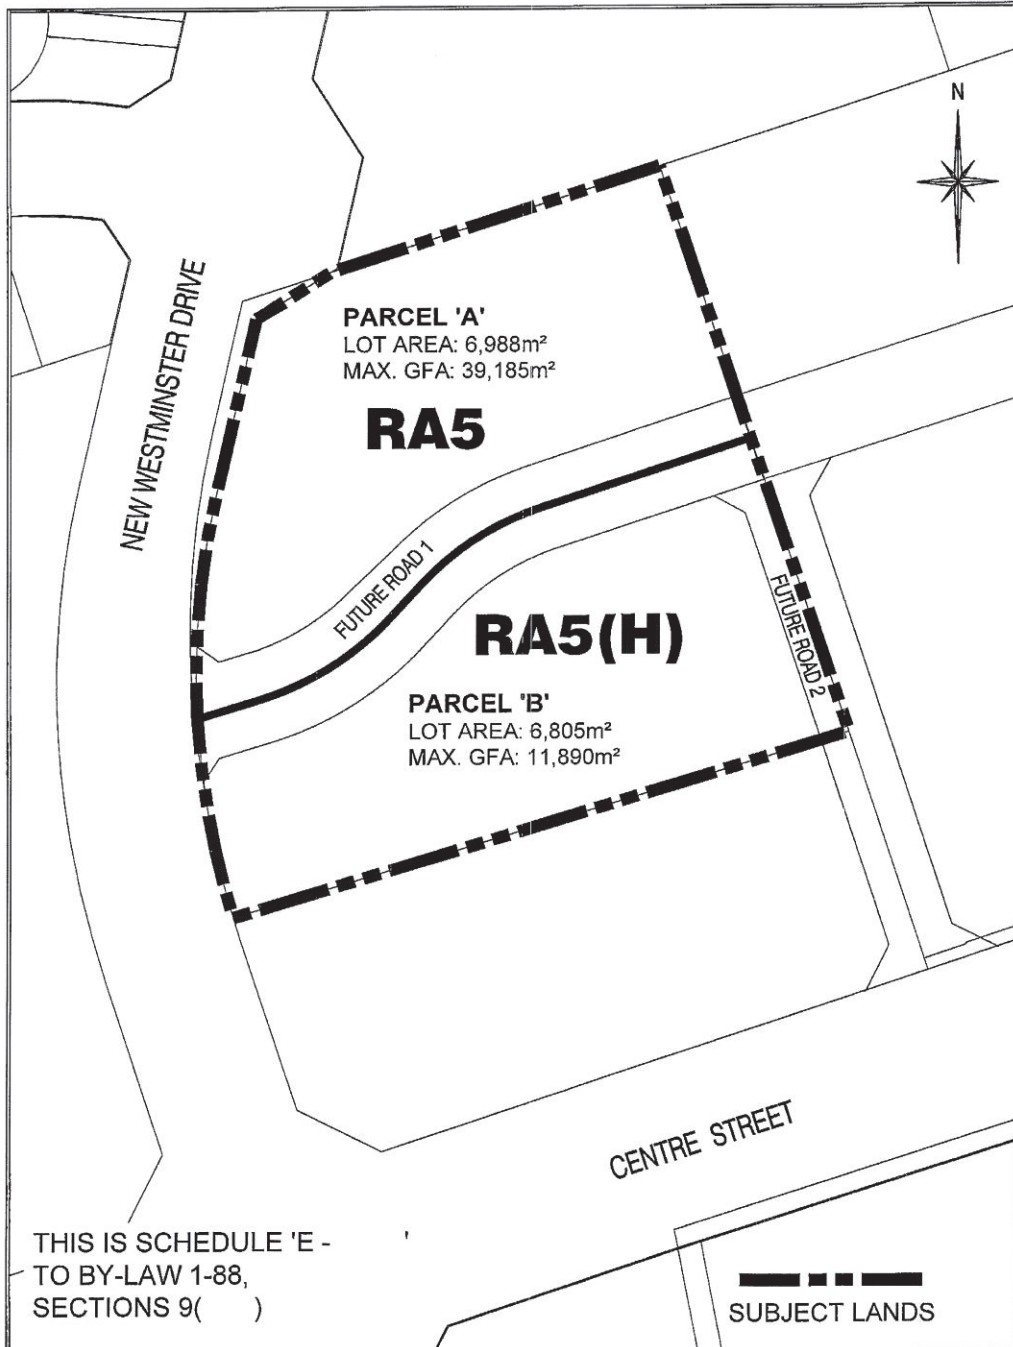 N
NEW WESTMINSTER DRIVE
PARCEL 'A'
LOT AREA: 6,988m²
MAX. GFA: 39,185m²
RA5
FUTURE ROAD 1
RA5(H)
FUTURE ROAD 2
PARCEL 'B'
LOT AREA: 6,805m²
MAX. GFA: 11,890m²
CENTRE STREET
THIS IS SCHEDULE 'E - '
TO BY-LAW 1-88,
SECTIONS 9( )
SUBJECT LANDS